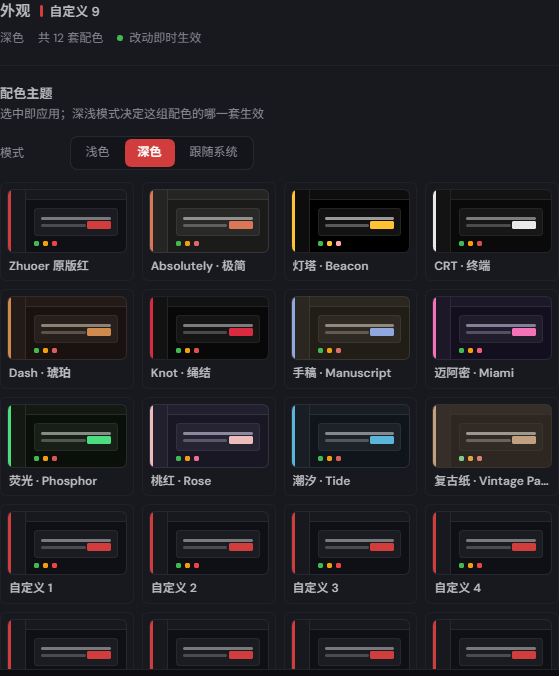 外观 自定义 9
深色 共 12 套配色 改动即时生效
配色主题
选中即应用；深浅模式决定这组配色的哪一套生效
模式 浅色 深色 跟随系统
Zhuoer 原版红 Absolutely · 极简 灯塔 · Beacon CRT · 终端
Dash · 琥珀 Knot · 绳结 手稿 · Manuscript 迈阿密 · Miami
荧光 · Phosphor 桃红 · Rose 潮汐 · Tide 复古纸 · Vintage Pa...
自定义 1 自定义 2 自定义 3 自定义 4